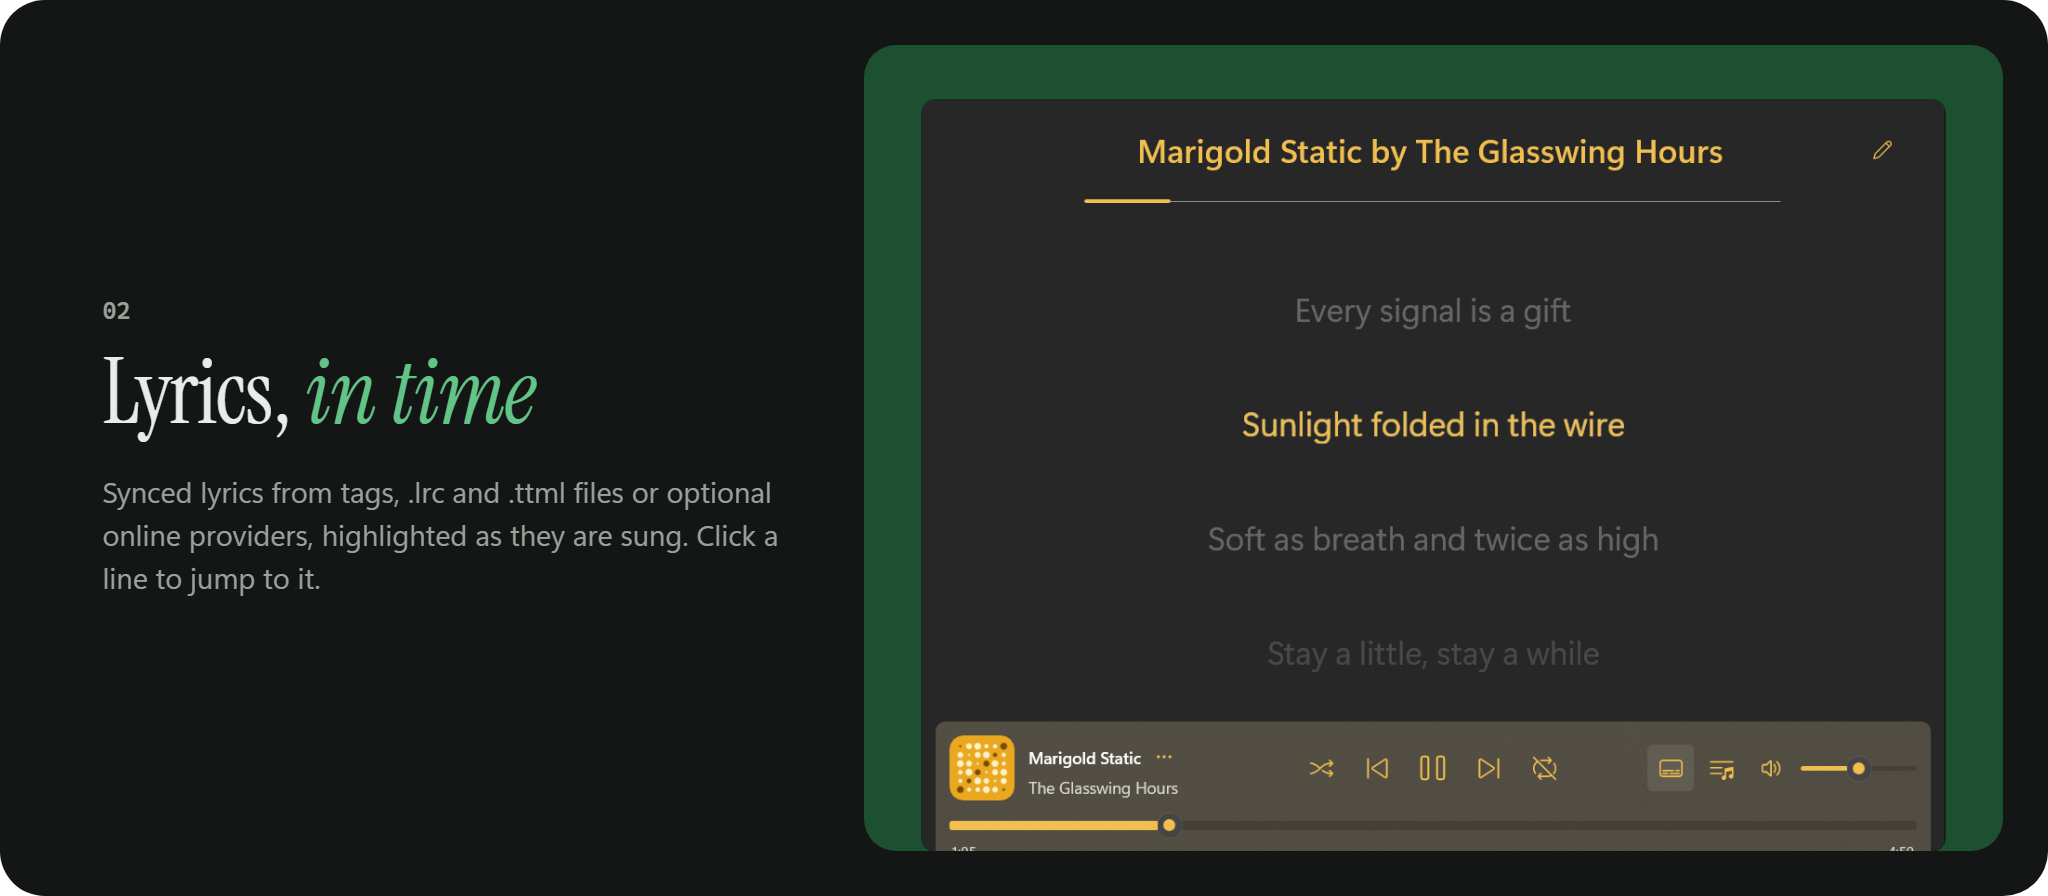 02
Lyrics, in time
Synced lyrics from tags, .lrc and .ttml files or optional
online providers, highlighted as they are sung. Click a
line to jump to it.
Marigold Static by The Glasswing Hours
Every signal is a gift
Sunlight folded in the wire
Soft as breath and twice as high
Stay a little, stay a while
Marigold Static
The Glasswing Hours